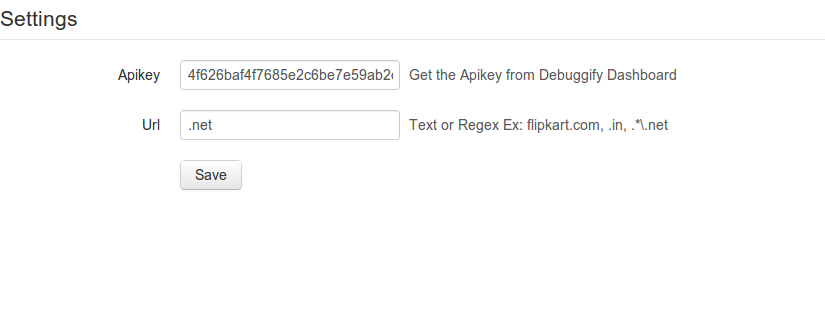 Settings
Apikey 4f626baf4f7685e2c6be7e59ab2 Get the Apikey from Debuggify Dashboard
Url .net Text or Regex Ex: flipkart.com, .in, .*\.net
Save